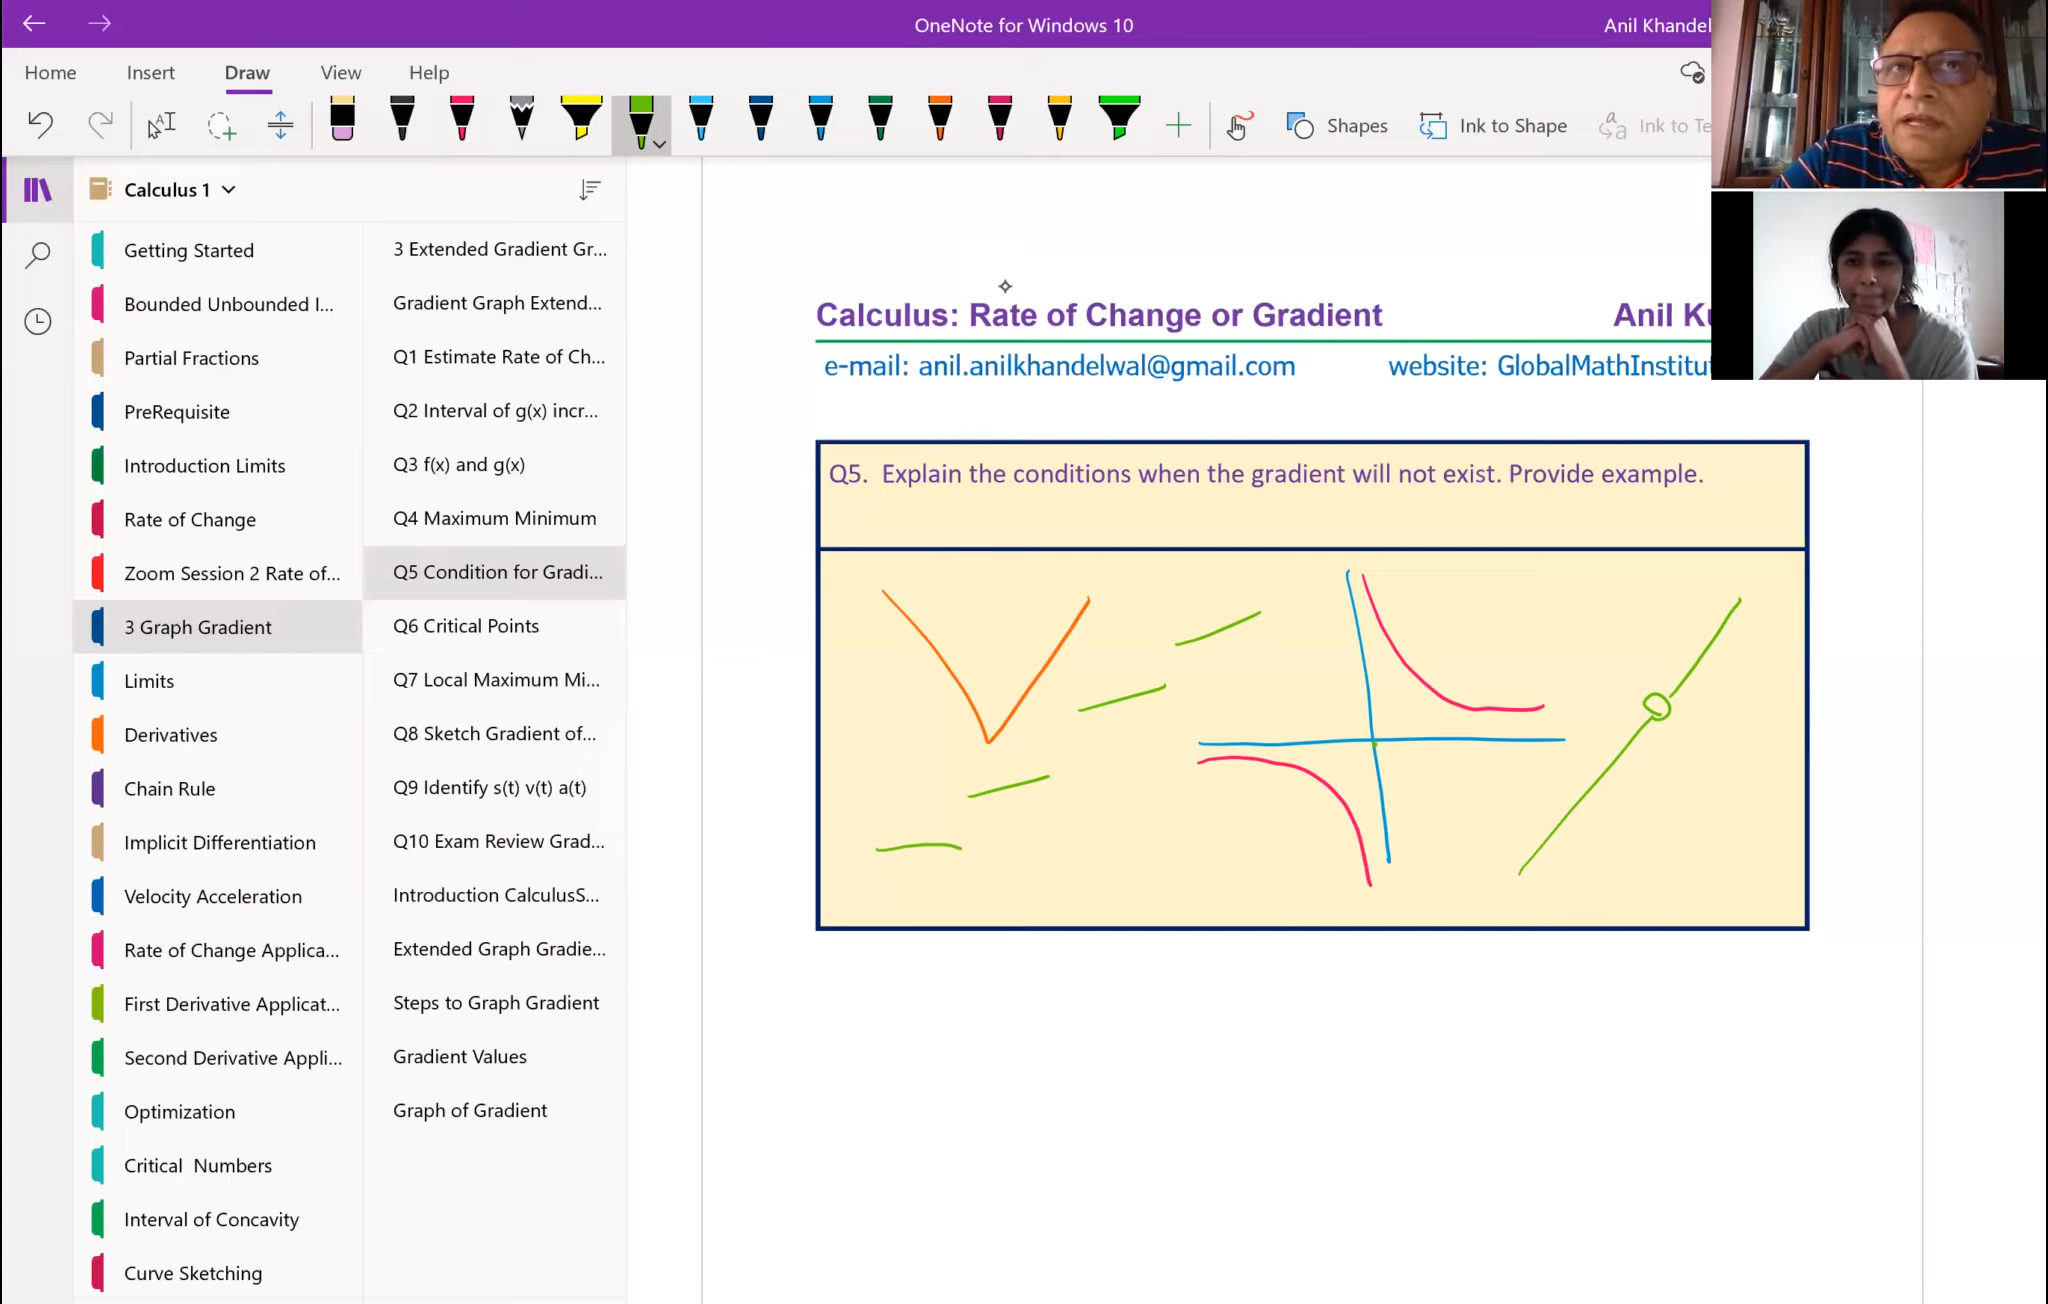 OneNote for Windows 10
Anil Khandel
Home Insert Draw View Help
Shapes Ink to Shape Ink to Te
Calculus 1
Getting Started
Bounded Unbounded I...
Partial Fractions
PreRequisite
Introduction Limits
Rate of Change
Zoom Session 2 Rate of...
3 Graph Gradient
Limits
Derivatives
Chain Rule
Implicit Differentiation
Velocity Acceleration
Rate of Change Applica...
First Derivative Applicat...
Second Derivative Appli...
Optimization
Critical Numbers
Interval of Concavity
Curve Sketching
3 Extended Gradient Gr...
Gradient Graph Extend...
Q1 Estimate Rate of Ch...
Q2 Interval of g(x) incr...
Q3 f(x) and g(x)
Q4 Maximum Minimum
Q5 Condition for Gradi...
Q6 Critical Points
Q7 Local Maximum Mi...
Q8 Sketch Gradient of...
Q9 Identify s(t) v(t) a(t)
Q10 Exam Review Grad...
Introduction CalculusS...
Extended Graph Gradie...
Steps to Graph Gradient
Gradient Values
Graph of Gradient
Calculus: Rate of Change or Gradient Anil Ku
e-mail: anil.anilkhandelwal@gmail.com website: GlobalMathInstitut
Q5. Explain the conditions when the gradient will not exist. Provide example.